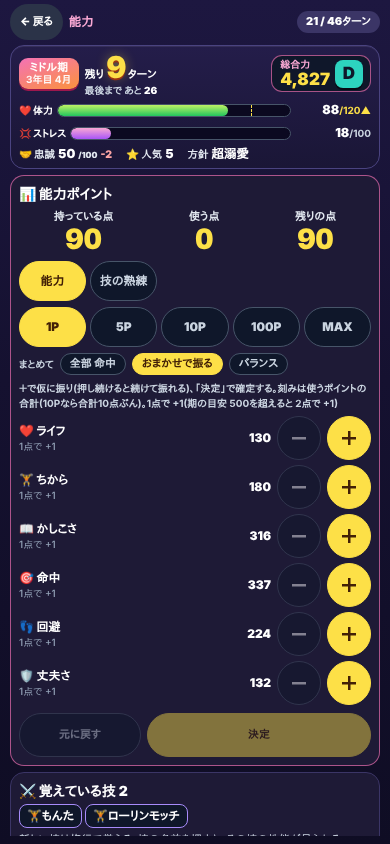 ← 戻る 能力 21 / 46ターン
ミドル期
3年目 4月
残り 9 ターン
最後まで あと 26
総合力
4,827 D
❤️ 体力 88/120▲
💢 ストレス 18/100
🤝 忠誠 50 /100 -2 ⭐ 人気 5 方針 超溺愛
📊 能力ポイント
持っている点 使う点 残りの点
90 0 90
能力 技の熟練
1P 5P 10P 100P MAX
まとめて 全部 命中 おまかせで振る バランス
＋で仮に振り(押し続けると続けて振れる)、「決定」で確定する。刻みは使うポイントの
合計(10Pなら合計10点ぶん)。1点で +1(期の目安 500を超えると 2点で +1)
❤️ ライフ
1点で +1
130 − +
🏋️ ちから
1点で +1
180 − +
📖 かしこさ
1点で +1
316 − +
🎯 命中
1点で +1
337 − +
👣 回避
1点で +1
224 − +
🛡️ 丈夫さ
1点で +1
132 − +
元に戻す 決定
⚔️ 覚えている技 2
🏋️もんた 🏋️ローリンモッチ